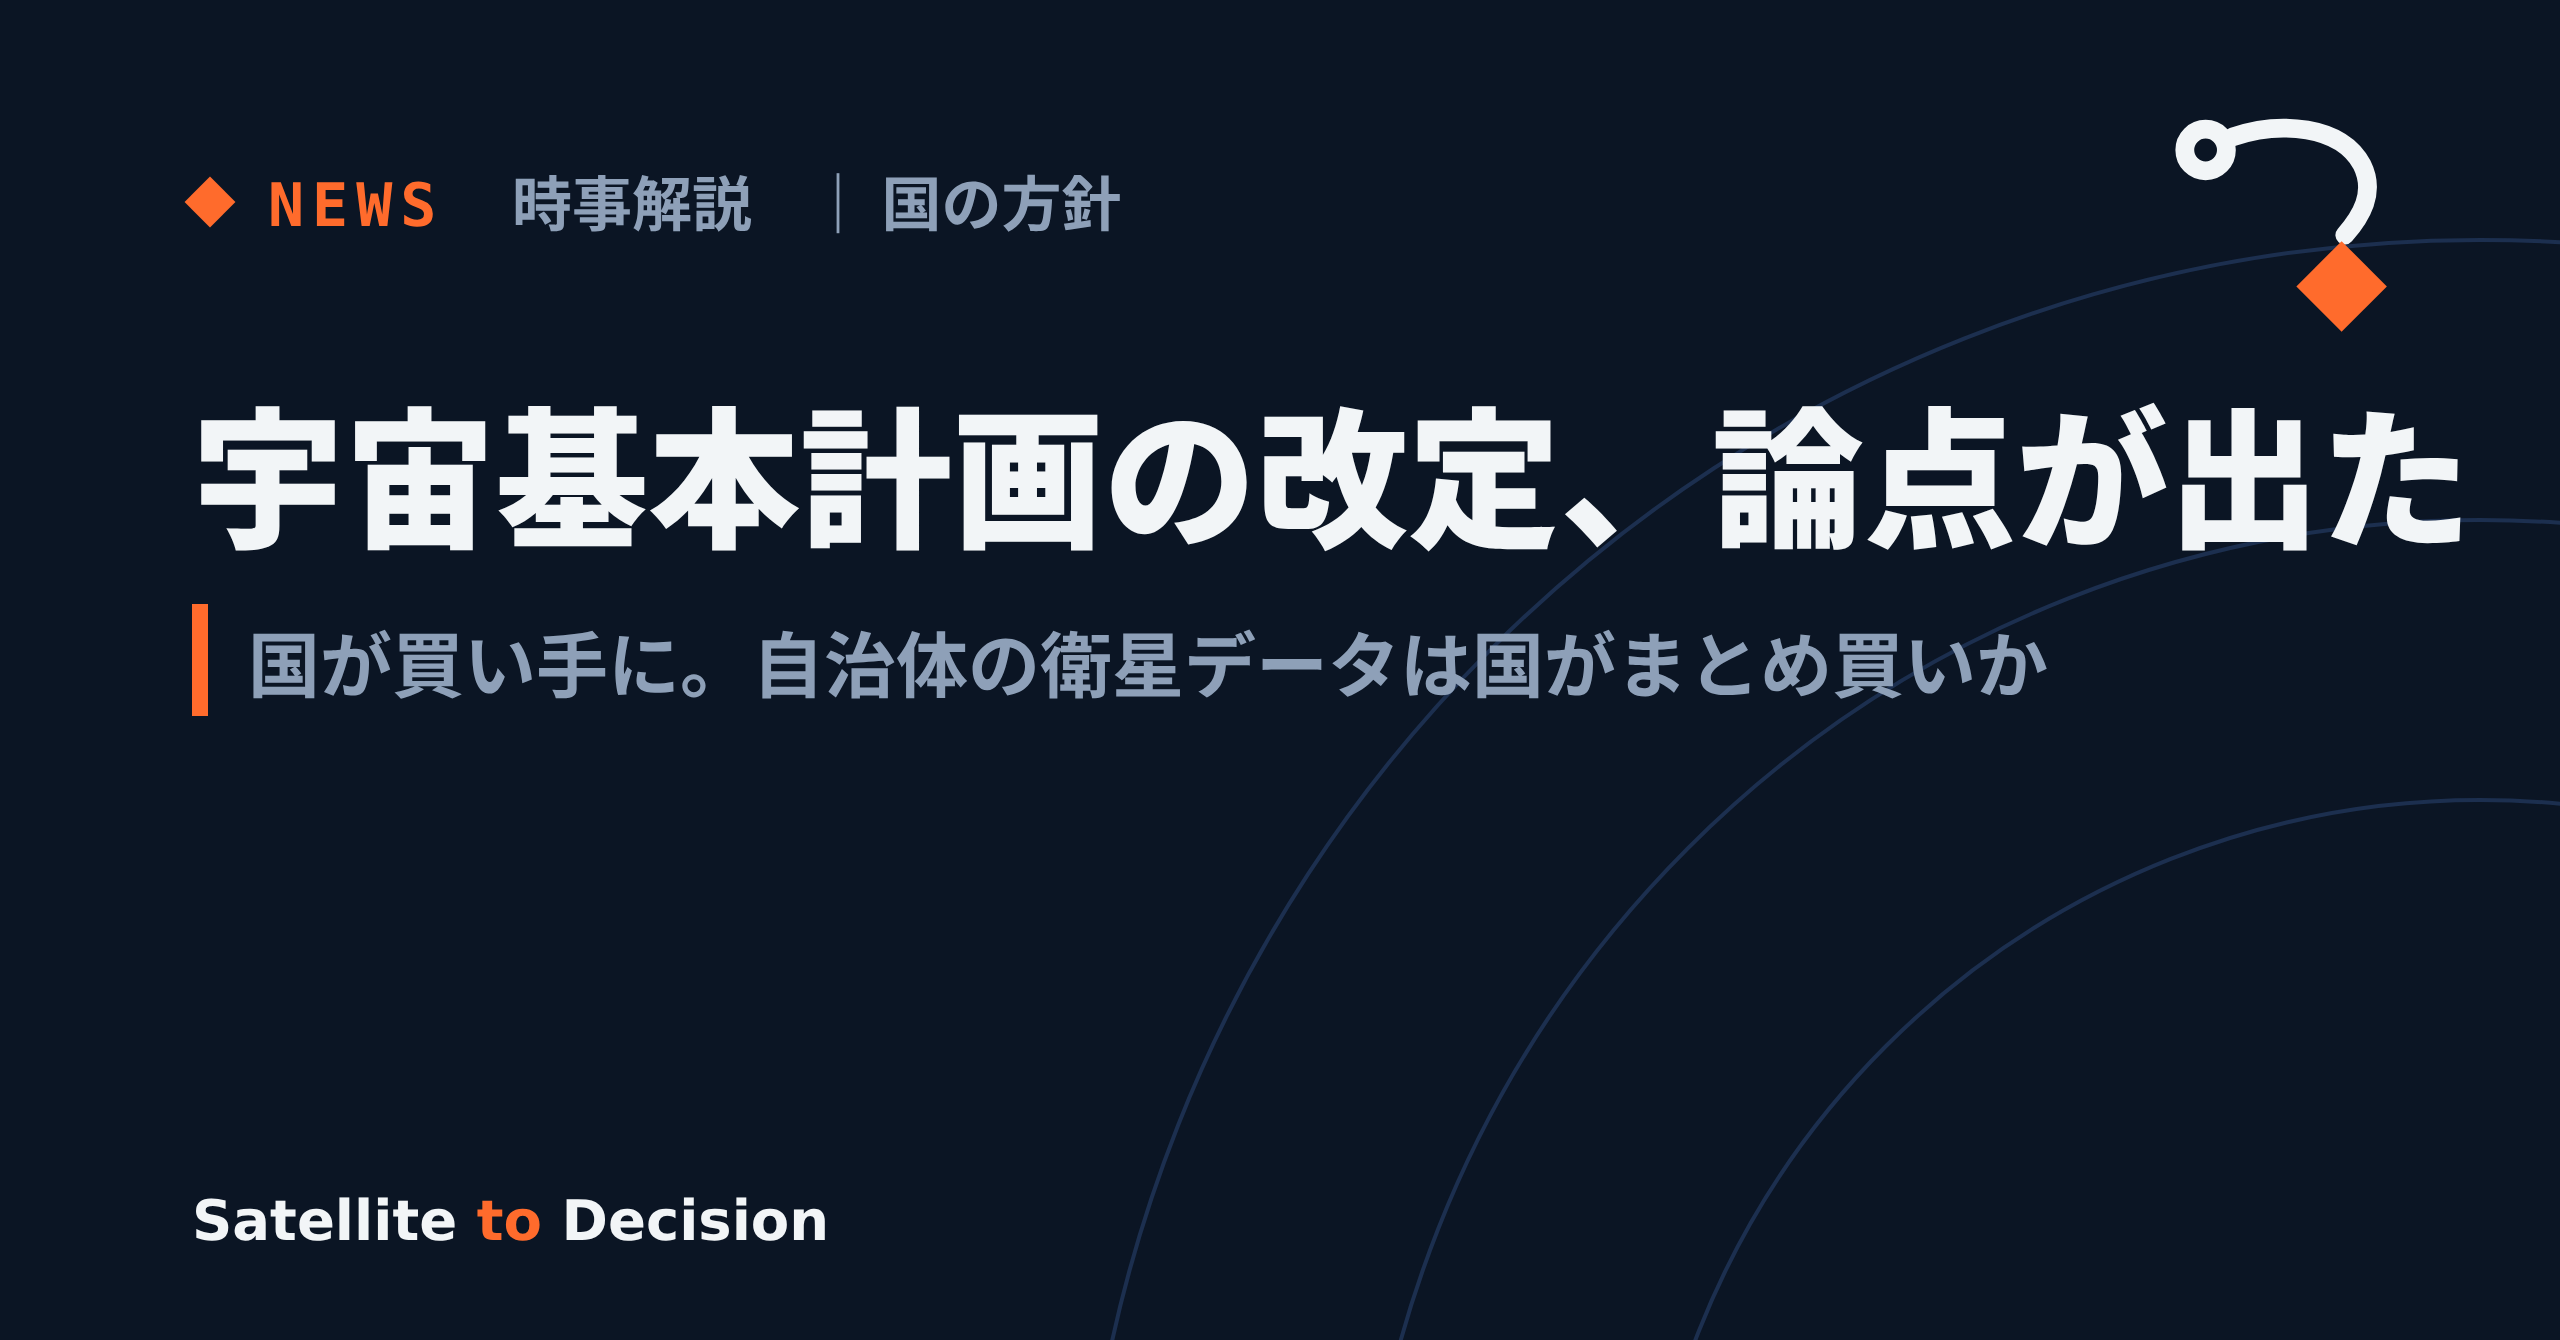 NEWS 時事解説 | 国の方針
宇宙基本計画の改定、論点が出た
国が買い手に。自治体の衛星データは国がまとめ買いか
Satellite to Decision